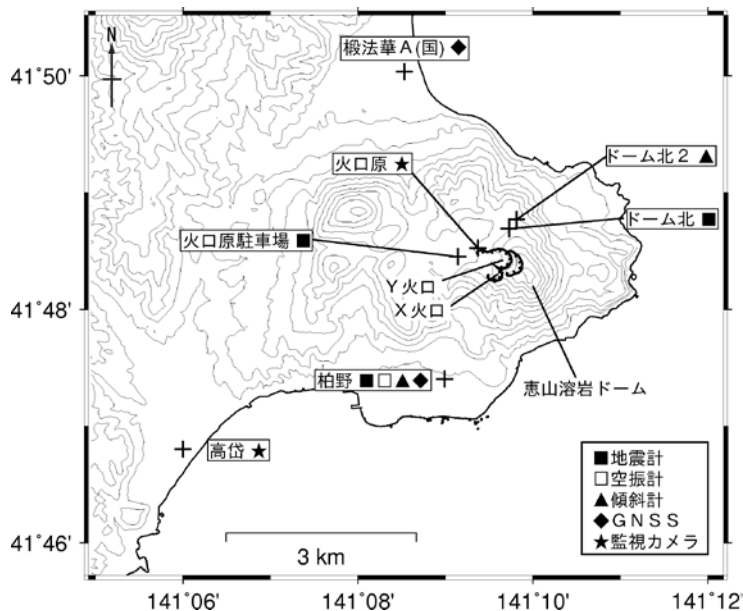 N
椴法華A(国) ◆
41°50'
火口原 ★
ドーム北2 ▲
ドーム北 ■
火口原駐車場 ■
Y火口
X火口
41°48'
恵山溶岩ドーム
柏野 ■□▲◆
高岱 ★
■地震計
□空振計
▲傾斜計
◆GNSS
★監視カメラ
3 km
41°46'
141°06' 141°08' 141°10' 141°12'